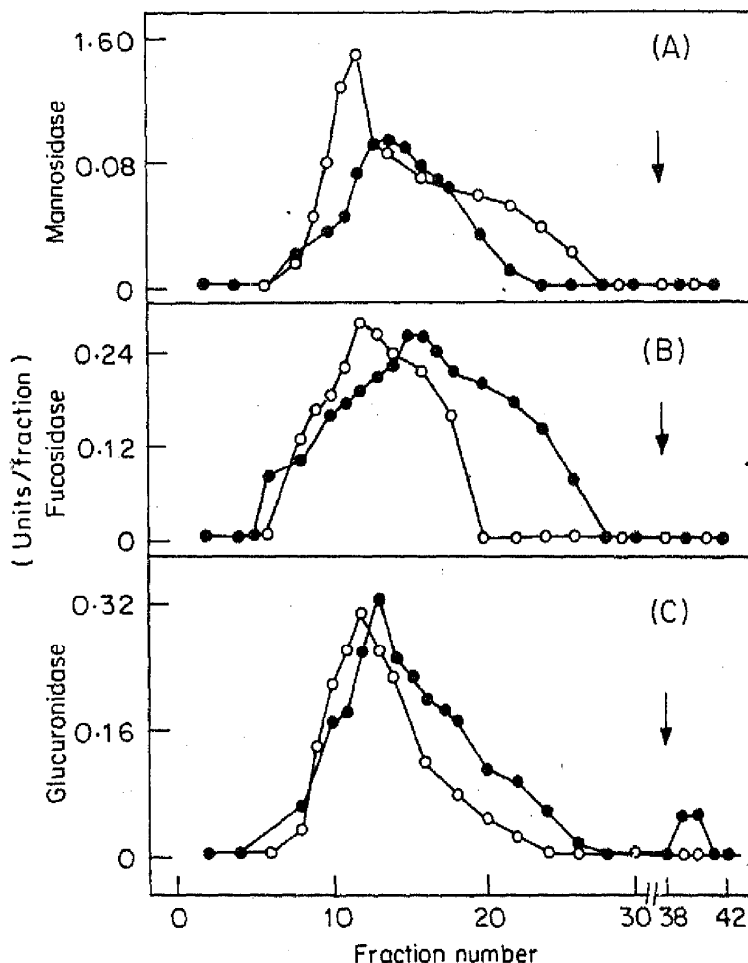 1·60
(A)
0·08
0
Mannosidase
0·24
(B)
0·12
0
(Units/fraction)
Fucosidase
0·32
(C)
0·16
0
Glucuronidase
0 10 20 30 38 42
Fraction number